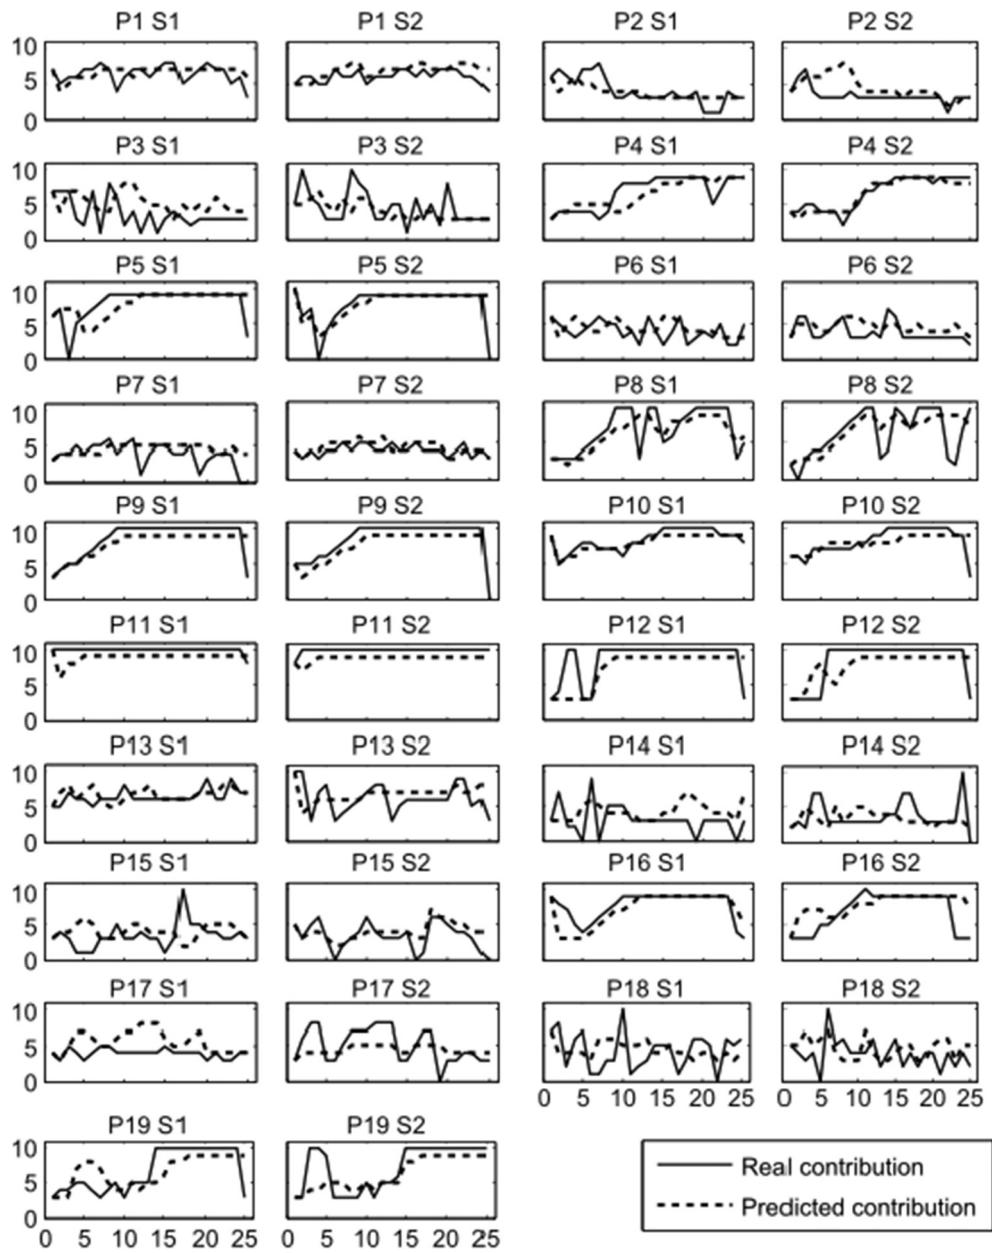 P1 S1 P1 S2 P2 S1 P2 S2
10
5
0
P3 S1 P3 S2 P4 S1 P4 S2
10
5
0
P5 S1 P5 S2 P6 S1 P6 S2
10
5
0
P7 S1 P7 S2 P8 S1 P8 S2
10
5
0
P9 S1 P9 S2 P10 S1 P10 S2
10
5
0
P11 S1 P11 S2 P12 S1 P12 S2
10
5
0
P13 S1 P13 S2 P14 S1 P14 S2
10
5
0
P15 S1 P15 S2 P16 S1 P16 S2
10
5
0
P17 S1 P17 S2 P18 S1 P18 S2
10
5
0
0 5 10 15 20 25 0 5 10 15 20 25
P19 S1 P19 S2
10
5
0
0 5 10 15 20 25 0 5 10 15 20 25
Real contribution
Predicted contribution